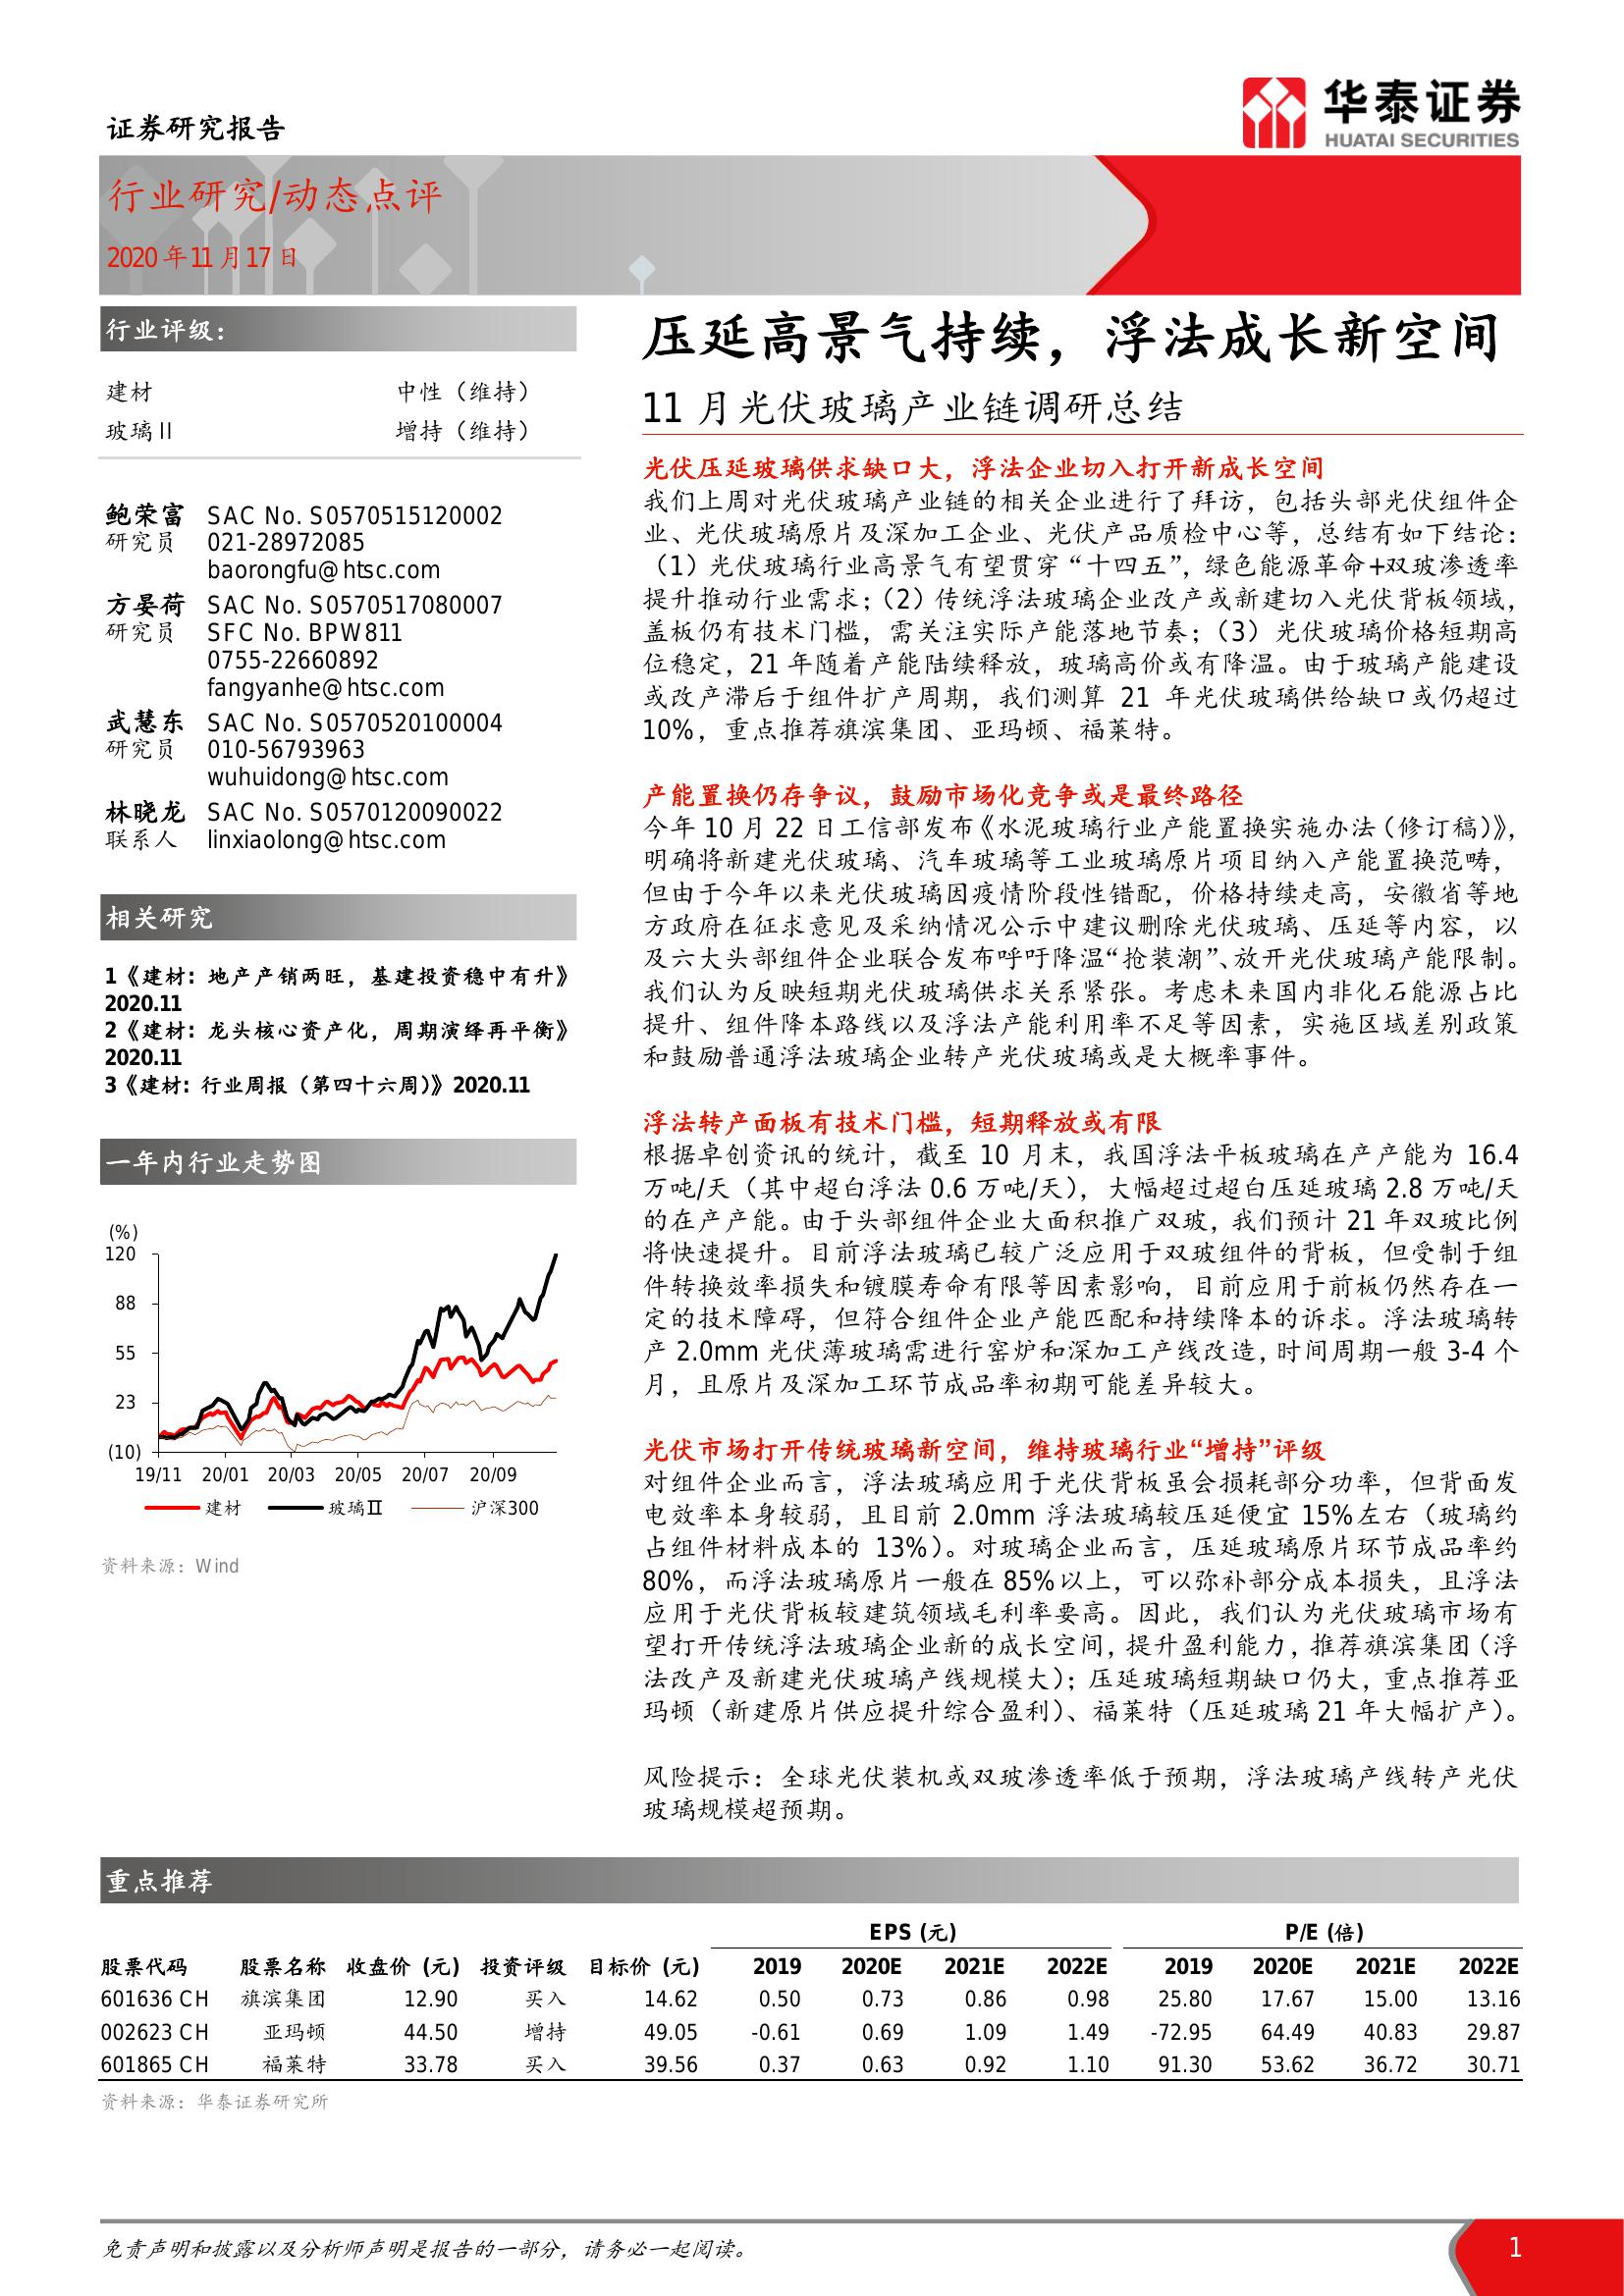 证券研究报告
华泰证券
HUATAI SECURITIES
行业研究/动态点评
2020年11月17日
行业评级：
建材 中性（维持）
玻璃II 增持（维持）
鲍荣富 SAC No. S0570515120002
研究员 021-28972085
baorongfu@htsc.com
方晏荷 SAC No. S0570517080007
研究员 SFC No. BPW811
0755-22660892
fangyanhe@htsc.com
武慧东 SAC No. S0570520100004
研究员 010-56793963
wuhuidong@htsc.com
林晓龙 SAC No. S0570120090022
联系人 linxiaolong@htsc.com
相关研究
1《建材：地产产销两旺，基建投资稳中有升》
2020.11
2《建材：龙头核心资产化，周期演绎再平衡》
2020.11
3《建材：行业周报（第四十六周）》2020.11
一年内行业走势图
(%)
120
88
55
23
(10)
19/11 20/01 20/03 20/05 20/07 20/09
建材 玻璃II 沪深300
资料来源：Wind
压延高景气持续，浮法成长新空间
11 月光伏玻璃产业链调研总结
光伏压延玻璃供求缺口大，浮法企业切入打开新成长空间
我们上周对光伏玻璃产业链的相关企业进行了拜访，包括头部光伏组件企
业、光伏玻璃原片及深加工企业、光伏产品质检中心等，总结有如下结论：
（1）光伏玻璃行业高景气有望贯穿“十四五”，绿色能源革命+双玻渗透率
提升推动行业需求；（2）传统浮法玻璃企业改产或新建切入光伏背板领域，
盖板仍有技术门槛，需关注实际产能落地节奏；（3）光伏玻璃价格短期高
位稳定，21 年随着产能陆续释放，玻璃高价或有降温。由于玻璃产能建设
或改产滞后于组件扩产周期，我们测算 21 年光伏玻璃供给缺口或仍超过
10%，重点推荐旗滨集团、亚玛顿、福莱特。
产能置换仍存争议，鼓励市场化竞争或是最终路径
今年 10 月 22 日工信部发布《水泥玻璃行业产能置换实施办法（修订稿）》，
明确将新建光伏玻璃、汽车玻璃等工业玻璃原片项目纳入产能置换范畴，
但由于今年以来光伏玻璃因疫情阶段性错配，价格持续走高，安徽省等地
方政府在征求意见及采纳情况公示中建议删除光伏玻璃、压延等内容，以
及六大头部组件企业联合发布呼吁降温“抢装潮”、放开光伏玻璃产能限制。
我们认为反映短期光伏玻璃供求关系紧张。考虑未来国内非化石能源占比
提升、组件降本路线以及浮法产能利用率不足等因素，实施区域差别政策
和鼓励普通浮法玻璃企业转产光伏玻璃或是大概率事件。
浮法转产面板有技术门槛，短期释放或有限
根据卓创资讯的统计，截至 10 月末，我国浮法平板玻璃在产产能为 16.4
万吨/天（其中超白浮法 0.6 万吨/天），大幅超过超白压延玻璃 2.8 万吨/天
的在产产能。由于头部组件企业大面积推广双玻，我们预计 21 年双玻比例
将快速提升。目前浮法玻璃已较广泛应用于双玻组件的背板，但受制于组
件转换效率损失和镀膜寿命有限等因素影响，目前应用于前板仍然存在一
定的技术障碍，但符合组件企业产能匹配和持续降本的诉求。浮法玻璃转
产 2.0mm 光伏薄玻璃需进行窑炉和深加工产线改造，时间周期一般 3-4 个
月，且原片及深加工环节成品率初期可能差异较大。
光伏市场打开传统玻璃新空间，维持玻璃行业“增持”评级
对组件企业而言，浮法玻璃应用于光伏背板虽会损耗部分功率，但背面发
电效率本身较弱，且目前 2.0mm 浮法玻璃较压延便宜 15%左右（玻璃约
占组件材料成本的 13%）。对玻璃企业而言，压延玻璃原片环节成品率约
80%，而浮法玻璃原片一般在 85%以上，可以弥补部分成本损失，且浮法
应用于光伏背板较建筑领域毛利率要高。因此，我们认为光伏玻璃市场有
望打开传统浮法玻璃企业新的成长空间，提升盈利能力，推荐旗滨集团（浮
法改产及新建光伏玻璃产线规模大）；压延玻璃短期缺口仍大，重点推荐亚
玛顿（新建原片供应提升综合盈利）、福莱特（压延玻璃 21 年大幅扩产）。
风险提示：全球光伏装机或双玻渗透率低于预期，浮法玻璃产线转产光伏
玻璃规模超预期。
重点推荐
EPS (元) P/E (倍)
股票代码 股票名称 收盘价 (元) 投资评级 目标价 (元) 2019 2020E 2021E 2022E 2019 2020E 2021E 2022E
601636 CH 旗滨集团 12.90 买入 14.62 0.50 0.73 0.86 0.98 25.80 17.67 15.00 13.16
002623 CH 亚玛顿 44.50 增持 49.05 -0.61 0.69 1.09 1.49 -72.95 64.49 40.83 29.87
601865 CH 福莱特 33.78 买入 39.56 0.37 0.63 0.92 1.10 91.30 53.62 36.72 30.71
资料来源：华泰证券研究所
免责声明和披露以及分析师声明是报告的一部分，请务必一起阅读。 1